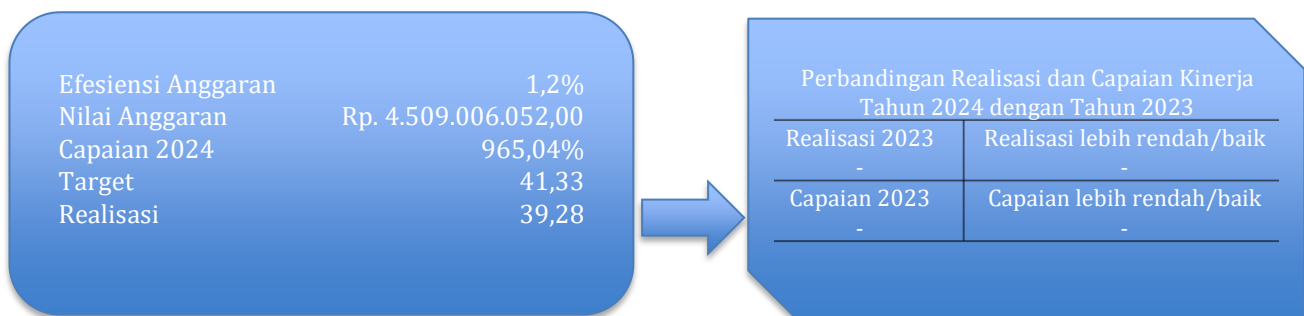 Efesiensi Anggaran 1,2%
Nilai Anggaran Rp. 4.509.006.052,00
Capaian 2024 965,04%
Target 41,33
Realisasi 39,28
Perbandingan Realisasi dan Capaian Kinerja
Tahun 2024 dengan Tahun 2023
Realisasi 2023 Realisasi lebih rendah/baik
- -
Capaian 2023 Capaian lebih rendah/baik
- -